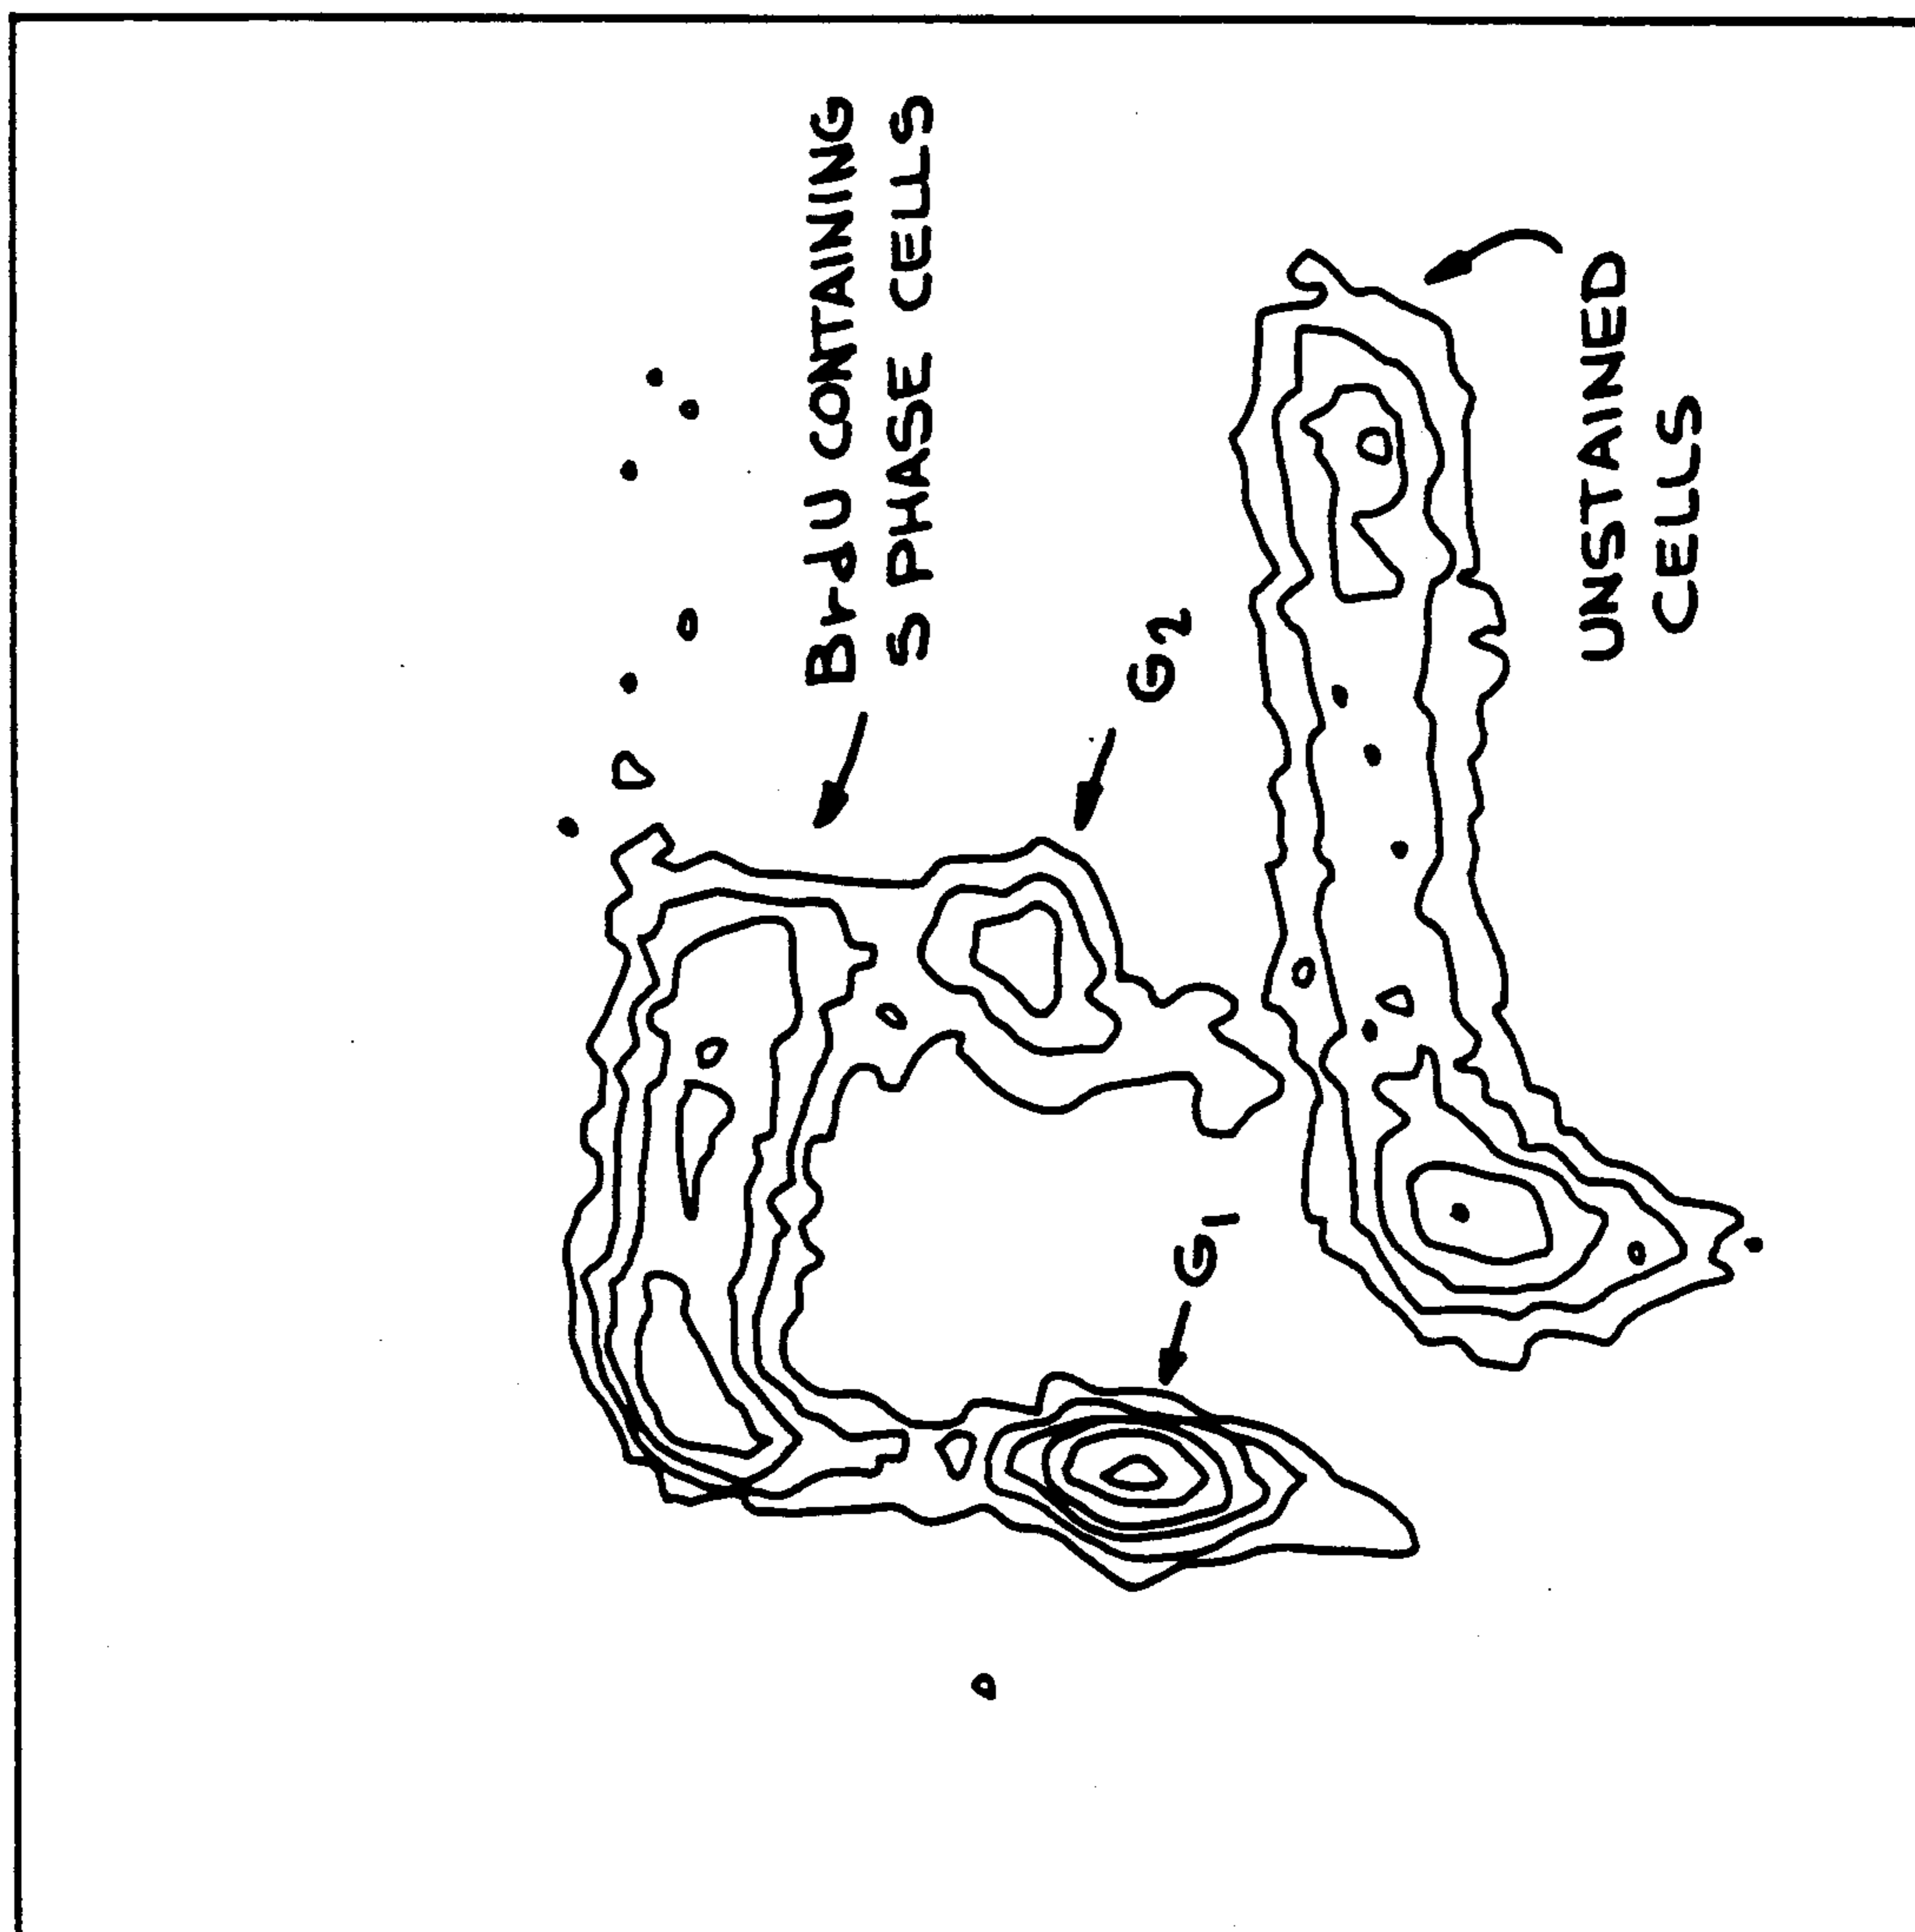 BrdU CONTAINING
S PHASE CELLS
G2
G1
UNSTAINED
CELLS